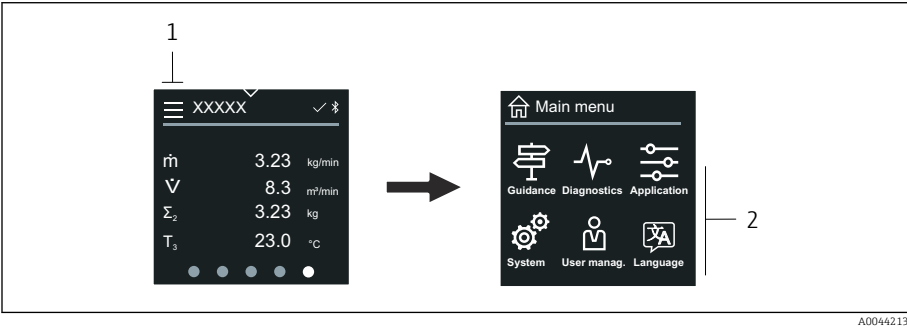 1
XXXXX
ṁ 3.23 kg/min
V̇ 8.3 m³/min
Σ₂ 3.23 kg
T₃ 23.0 °C
Main menu
Guidance Diagnostics Application
System User manag. Language
2
A0044213